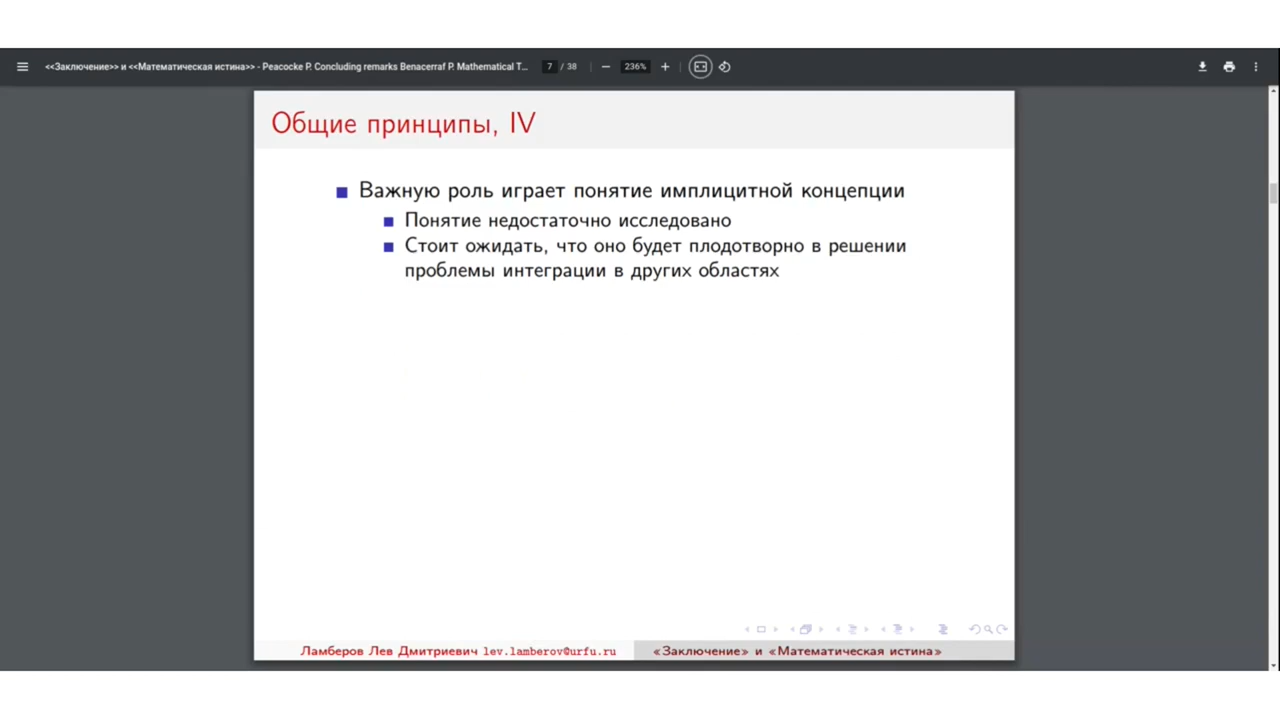 <<Заключение>> и <<Математическая истина>> - Peacocke P. Concluding remarks Benacerraf P. Mathematical T...
7 / 38
236%
Общие принципы, IV
Важную роль играет понятие имплицитной концепции
Понятие недостаточно исследовано
Стоит ожидать, что оно будет плодотворно в решении
проблемы интеграции в других областях
Ламберов Лев Дмитриевич lev.lamberov@urfu.ru
«Заключение» и «Математическая истина»